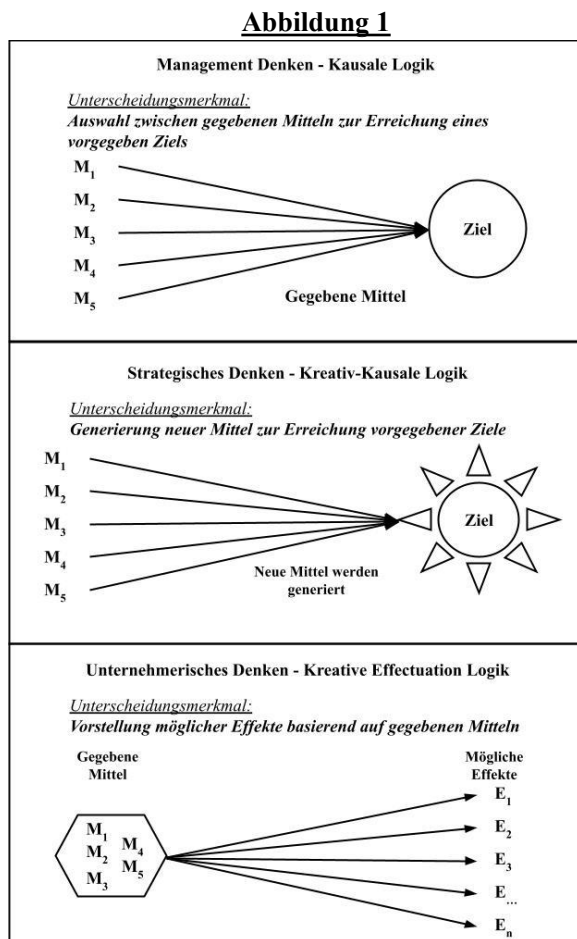 Abbildung 1
Management Denken - Kausale Logik
Unterscheidungsmerkmal:
Auswahl zwischen gegebenen Mitteln zur Erreichung eines
vorgegeben Ziels
M1
M2
M3
M4
M5
Ziel
Gegebene Mittel
Strategisches Denken - Kreativ-Kausale Logik
Unterscheidungsmerkmal:
Generierung neuer Mittel zur Erreichung vorgegebener Ziele
M1
M2
M3
M4
M5
Ziel
Neue Mittel werden
generiert
Unternehmerisches Denken - Kreative Effectuation Logik
Unterscheidungsmerkmal:
Vorstellung möglicher Effekte basierend auf gegebenen Mitteln
Gegebene
Mittel
M1
M2
M3
M4
M5
Mögliche
Effekte
E1
E2
E3
E...
En